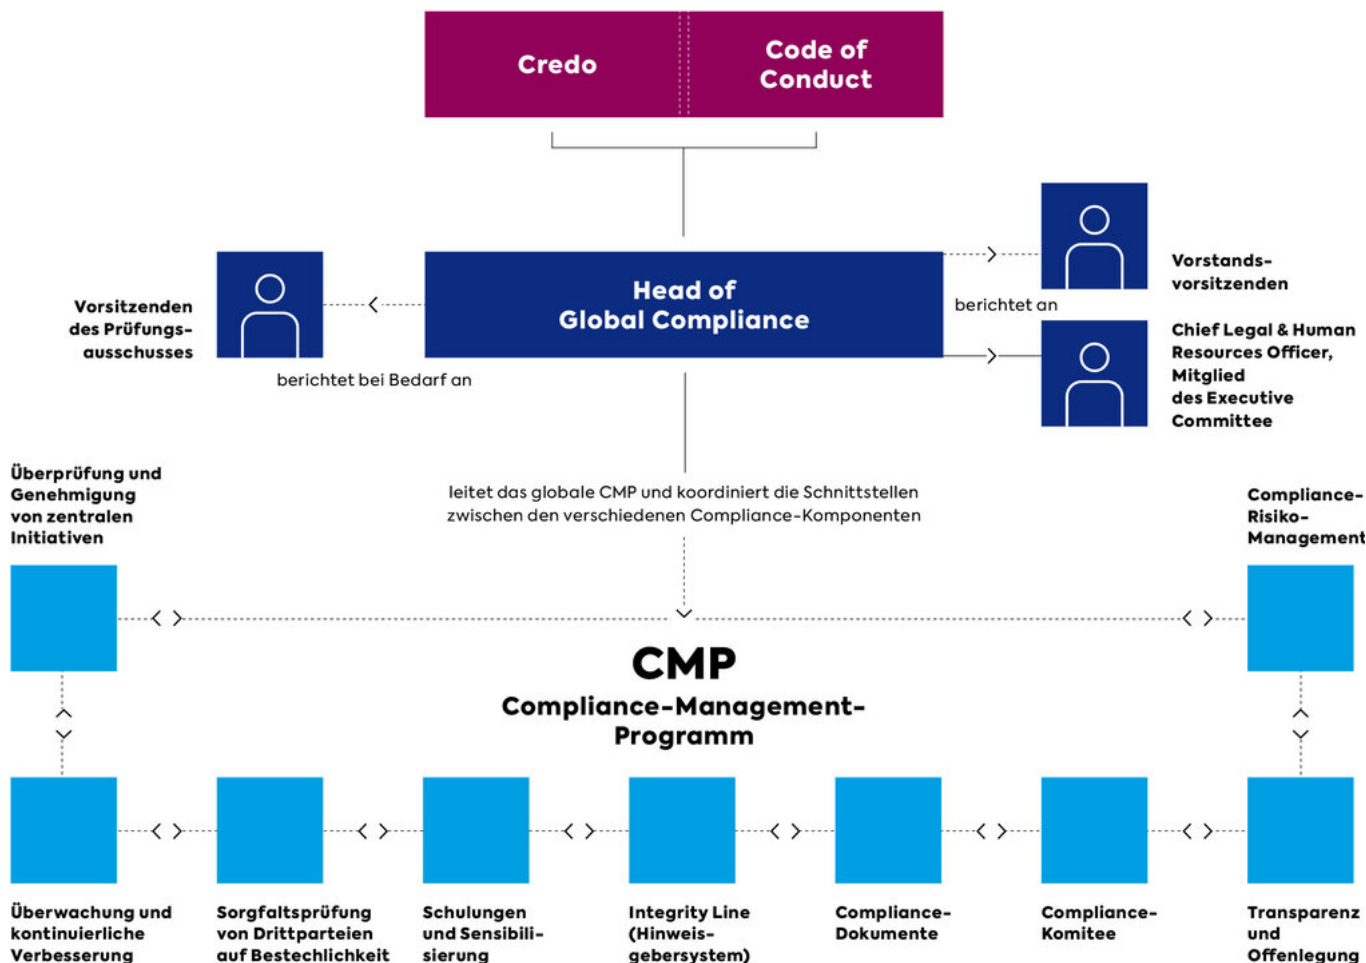 Credo
Code of
Conduct
Vorsitzenden
des Prüfungs-
ausschusses
berichtet bei Bedarf an
Head of
Global Compliance
berichtet an
Vorstands-
vorsitzenden
Chief Legal & Human
Resources Officer,
Mitglied
des Executive
Committee
leitet das globale CMP und koordiniert die Schnittstellen
zwischen den verschiedenen Compliance-Komponenten
Überprüfung und
Genehmigung
von zentralen
Initiativen
Compliance-
Risiko-
Management
CMP
Compliance-Management-
Programm
Überwachung und
kontinuierliche
Verbesserung
Sorgfaltsprüfung
von Drittparteien
auf Bestechlichkeit
Schulungen
und Sensibili-
sierung
Integrity Line
(Hinweis-
gebersystem)
Compliance-
Dokumente
Compliance-
Komitee
Transparenz
und
Offenlegung